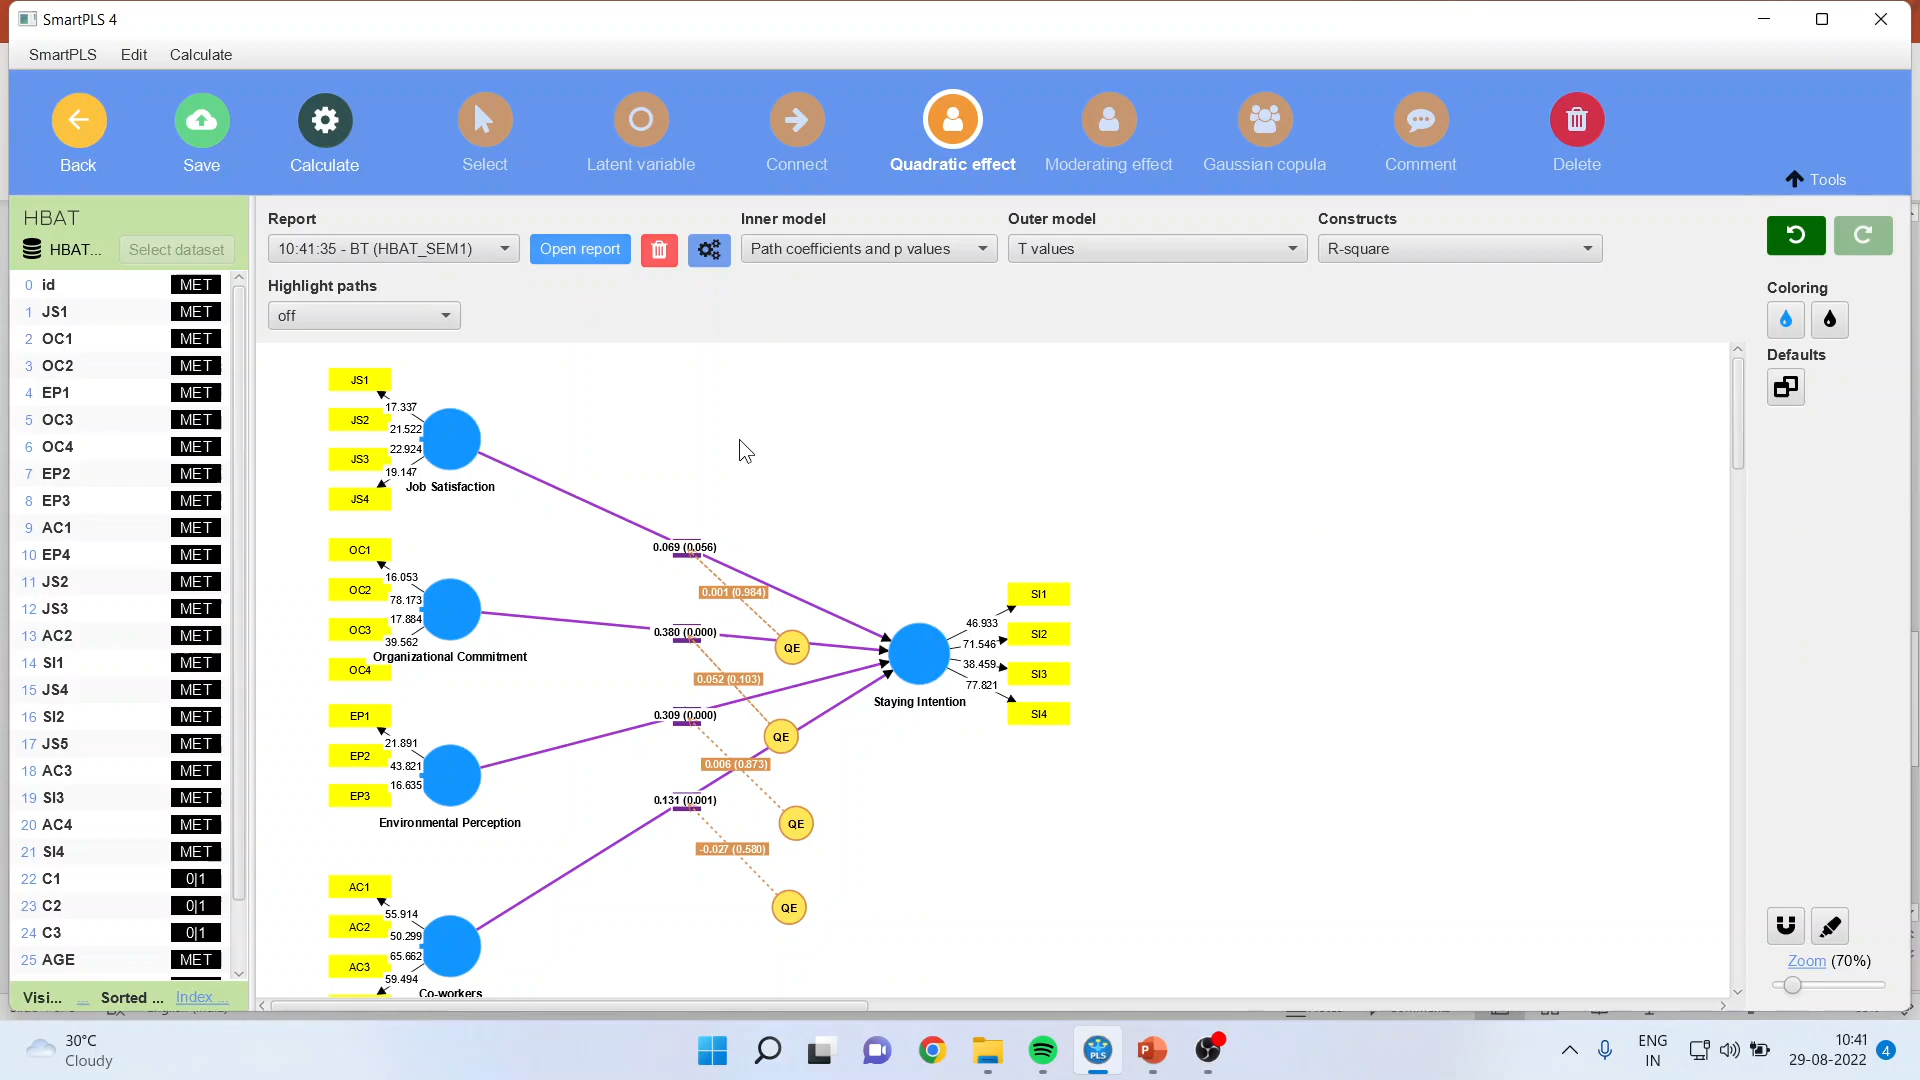 SmartPLS 4
SmartPLS Edit Calculate
Back Save Calculate Select Latent variable Connect Quadratic effect Moderating effect Gaussian copula Comment Delete
Tools
HBAT
HBAT... Select dataset
Report Inner model Outer model Constructs
10:41:35 - BT (HBAT_SEM1) Open report Path coefficients and p values T values R-square
Highlight paths
off
Coloring
Defaults
0 id MET
1 JS1 MET
2 OC1 MET
3 OC2 MET
4 EP1 MET
5 OC3 MET
6 OC4 MET
7 EP2 MET
8 EP3 MET
9 AC1 MET
10 EP4 MET
11 JS2 MET
12 JS3 MET
13 AC2 MET
14 SI1 MET
15 JS4 MET
16 SI2 MET
17 JS5 MET
18 AC3 MET
19 SI3 MET
20 AC4 MET
21 SI4 MET
22 C1 0|1
23 C2 0|1
24 C3 0|1
25 AGE MET
Visi... ... Sorted ... Index ...
JS1
17.337
JS2
21.522
22.924
JS3
19.147
Job Satisfaction
JS4
OC1
16.053
OC2
78.173
17.884
OC3
39.562
Organizational Commitment
OC4
EP1
21.891
EP2
43.821
16.635
EP3
Environmental Perception
AC1
55.914
AC2
50.299
65.662
AC3
59.494
Co-workers
0.069 (0.056)
0.001 (0.984)
0.380 (0.000)
QE
0.052 (0.103)
0.309 (0.000)
QE
0.006 (0.873)
0.131 (0.001)
QE
-0.027 (0.580)
QE
Staying Intention
SI1
46.933
SI2
71.546
38.459
SI3
77.821
SI4
Zoom (70%)
30°C
Cloudy
PLS
ENG
IN
10:41
29-08-2022
4